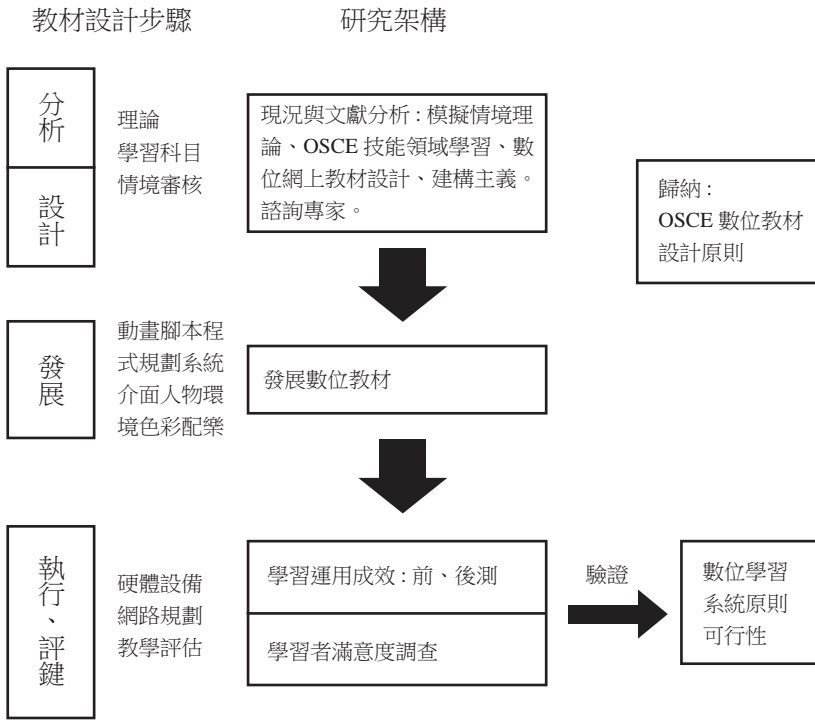 教材設計步驟
研究架構
分析
設計
理論
學習科目
情境審核
現況與文獻分析:模擬情境理
論、OSCE 技能領域學習、數
位網上教材設計、建構主義。
諮詢專家。
歸納:
OSCE 數位教材
設計原則
發展
動畫腳本程
式規劃系統
介面人物環
境色彩配樂
發展數位教材
執行、評鍵
硬體設備
網路規劃
教學評估
學習運用成效:前、後測
學習者滿意度調查
驗證
數位學習
系統原則
可行性